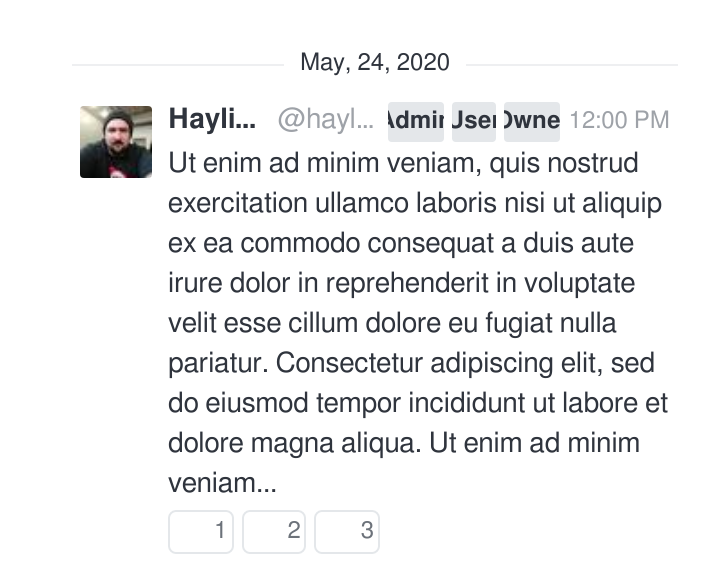 May, 24, 2020
Hayli... @hayl... Admin User Owne 12:00 PM
Ut enim ad minim veniam, quis nostrud
exercitation ullamco laboris nisi ut aliquip
ex ea commodo consequat a duis aute
irure dolor in reprehenderit in voluptate
velit esse cillum dolore eu fugiat nulla
pariatur. Consectetur adipiscing elit, sed
do eiusmod tempor incididunt ut labore et
dolore magna aliqua. Ut enim ad minim
veniam...
1 2 3